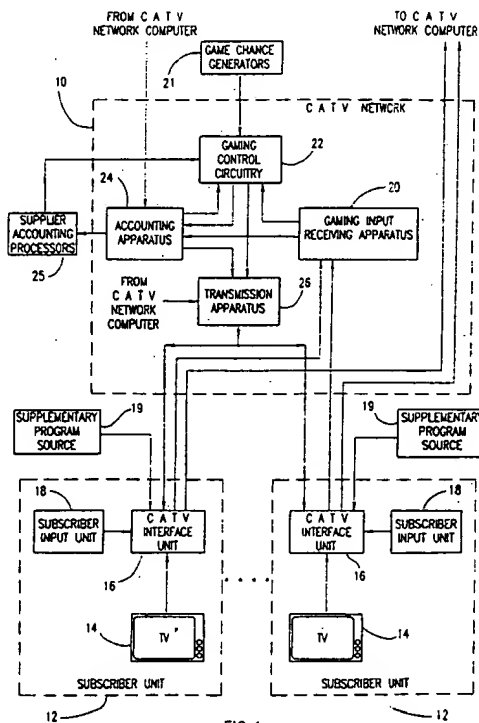 FROM C A T V
NETWORK COMPUTER
TO C A T V
NETWORK COMPUTER
GAME CHANCE
GENERATORS
21
10
C A T V NETWORK
GAMING
CONTROL
CIRCUITRY
22
24
20
SUPPLIER
ACCOUNTING
PROCESSORS
25
ACCOUNTING
APPARATUS
GAMING INPUT
RECEIVING APPARATUS
FROM
C A T V
NETWORK
COMPUTER
TRANSMISSION
APPARATUS
26
19
SUPPLEMENTARY
PROGRAM
SOURCE
19
SUPPLEMENTARY
PROGRAM
SOURCE
18
SUBSCRIBER
INPUT UNIT
C A T V
INTERFACE
UNIT
16
C A T V
INTERFACE
UNIT
16
18
SUBSCRIBER
INPUT UNIT
14
TV
TV
14
SUBSCRIBER UNIT
SUBSCRIBER UNIT
12
12